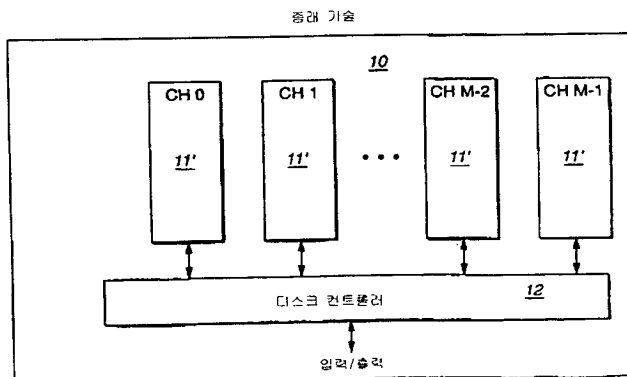 종래 기술
10
CH 0 CH 1 CH M-2 CH M-1
11' 11' • • • 11' 11'
디스크 컨트롤러 12
입력/출력